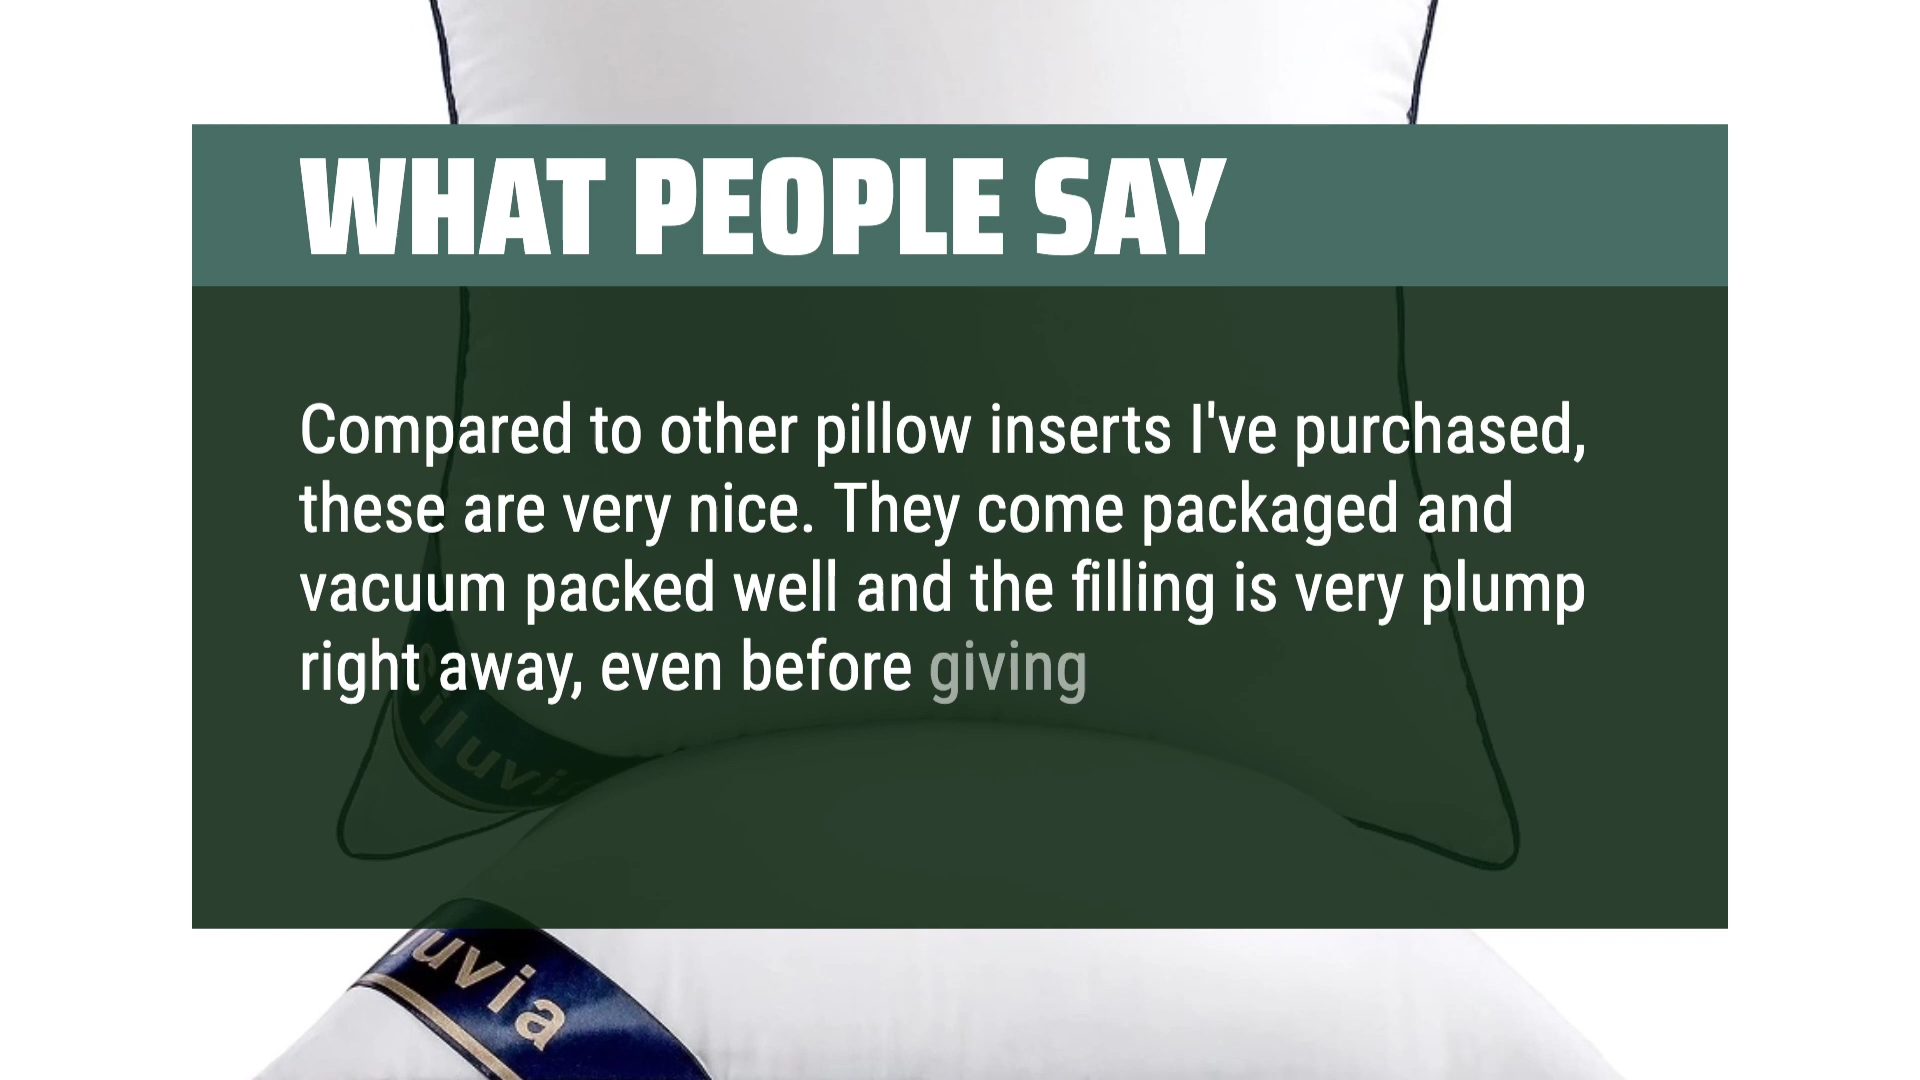 WHAT PEOPLE SAY
Compared to other pillow inserts I've purchased,
these are very nice. They come packaged and
vacuum packed well and the filling is very plump
right away, even before giving
Siluvia
luvia